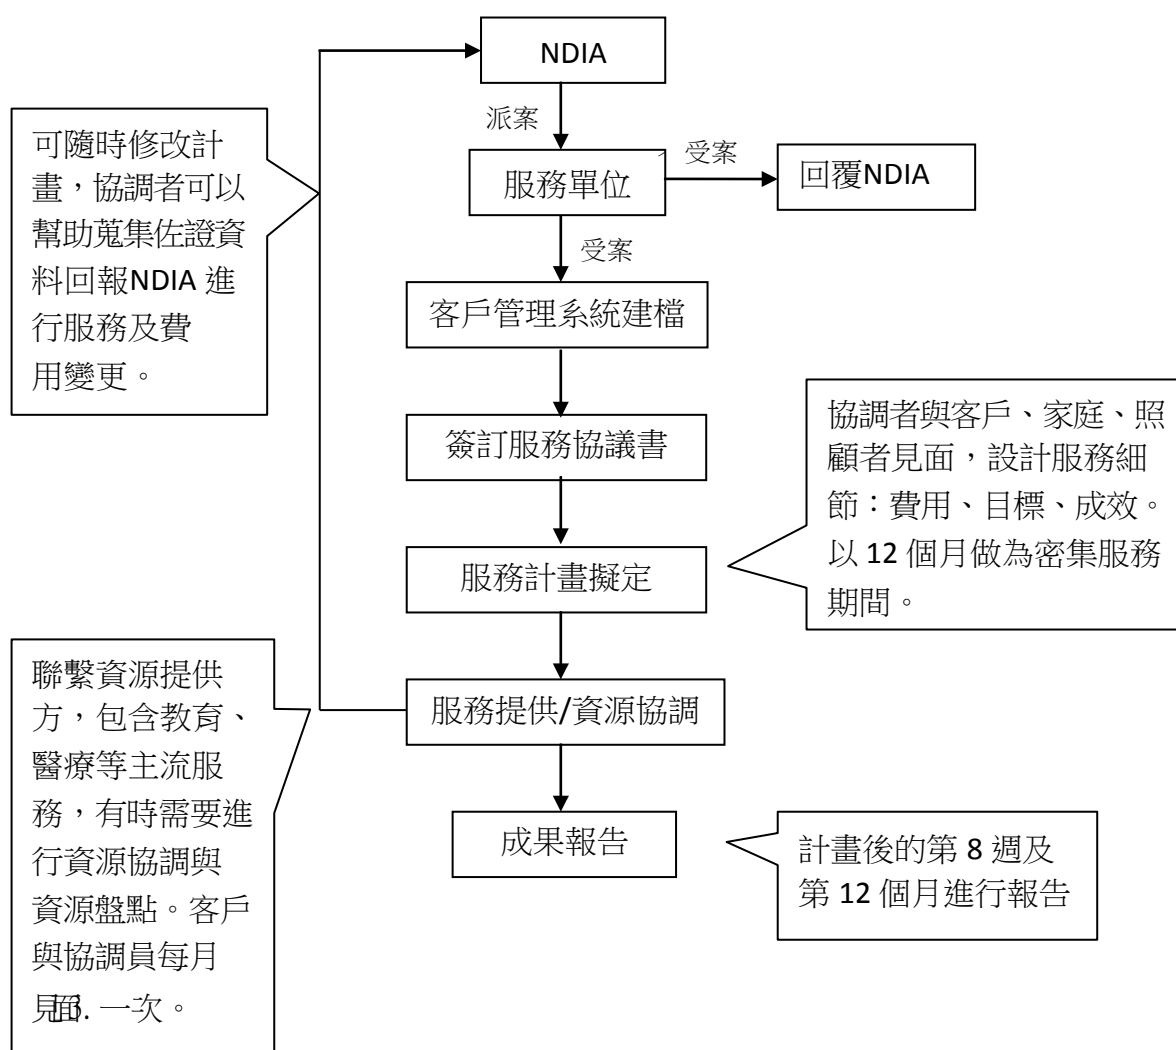 NDIA
派案
可隨時修改計
畫，協調者可以
幫助蒐集佐證資
料回報NDIA 進
行服務及費
用變更。
服務單位
受案
回覆NDIA
受案
客戶管理系統建檔
簽訂服務協議書
協調者與客戶、家庭、照
顧者見面，設計服務細
節：費用、目標、成效。
以 12 個月做為密集服務
期間。
服務計畫擬定
聯繫資源提供
方，包含教育、
醫療等主流服
務，有時需要進
行資源協調與
資源盤點。客戶
與協調員每月
見面. 一次。
服務提供/資源協調
成果報告
計畫後的第 8 週及
第 12 個月進行報告